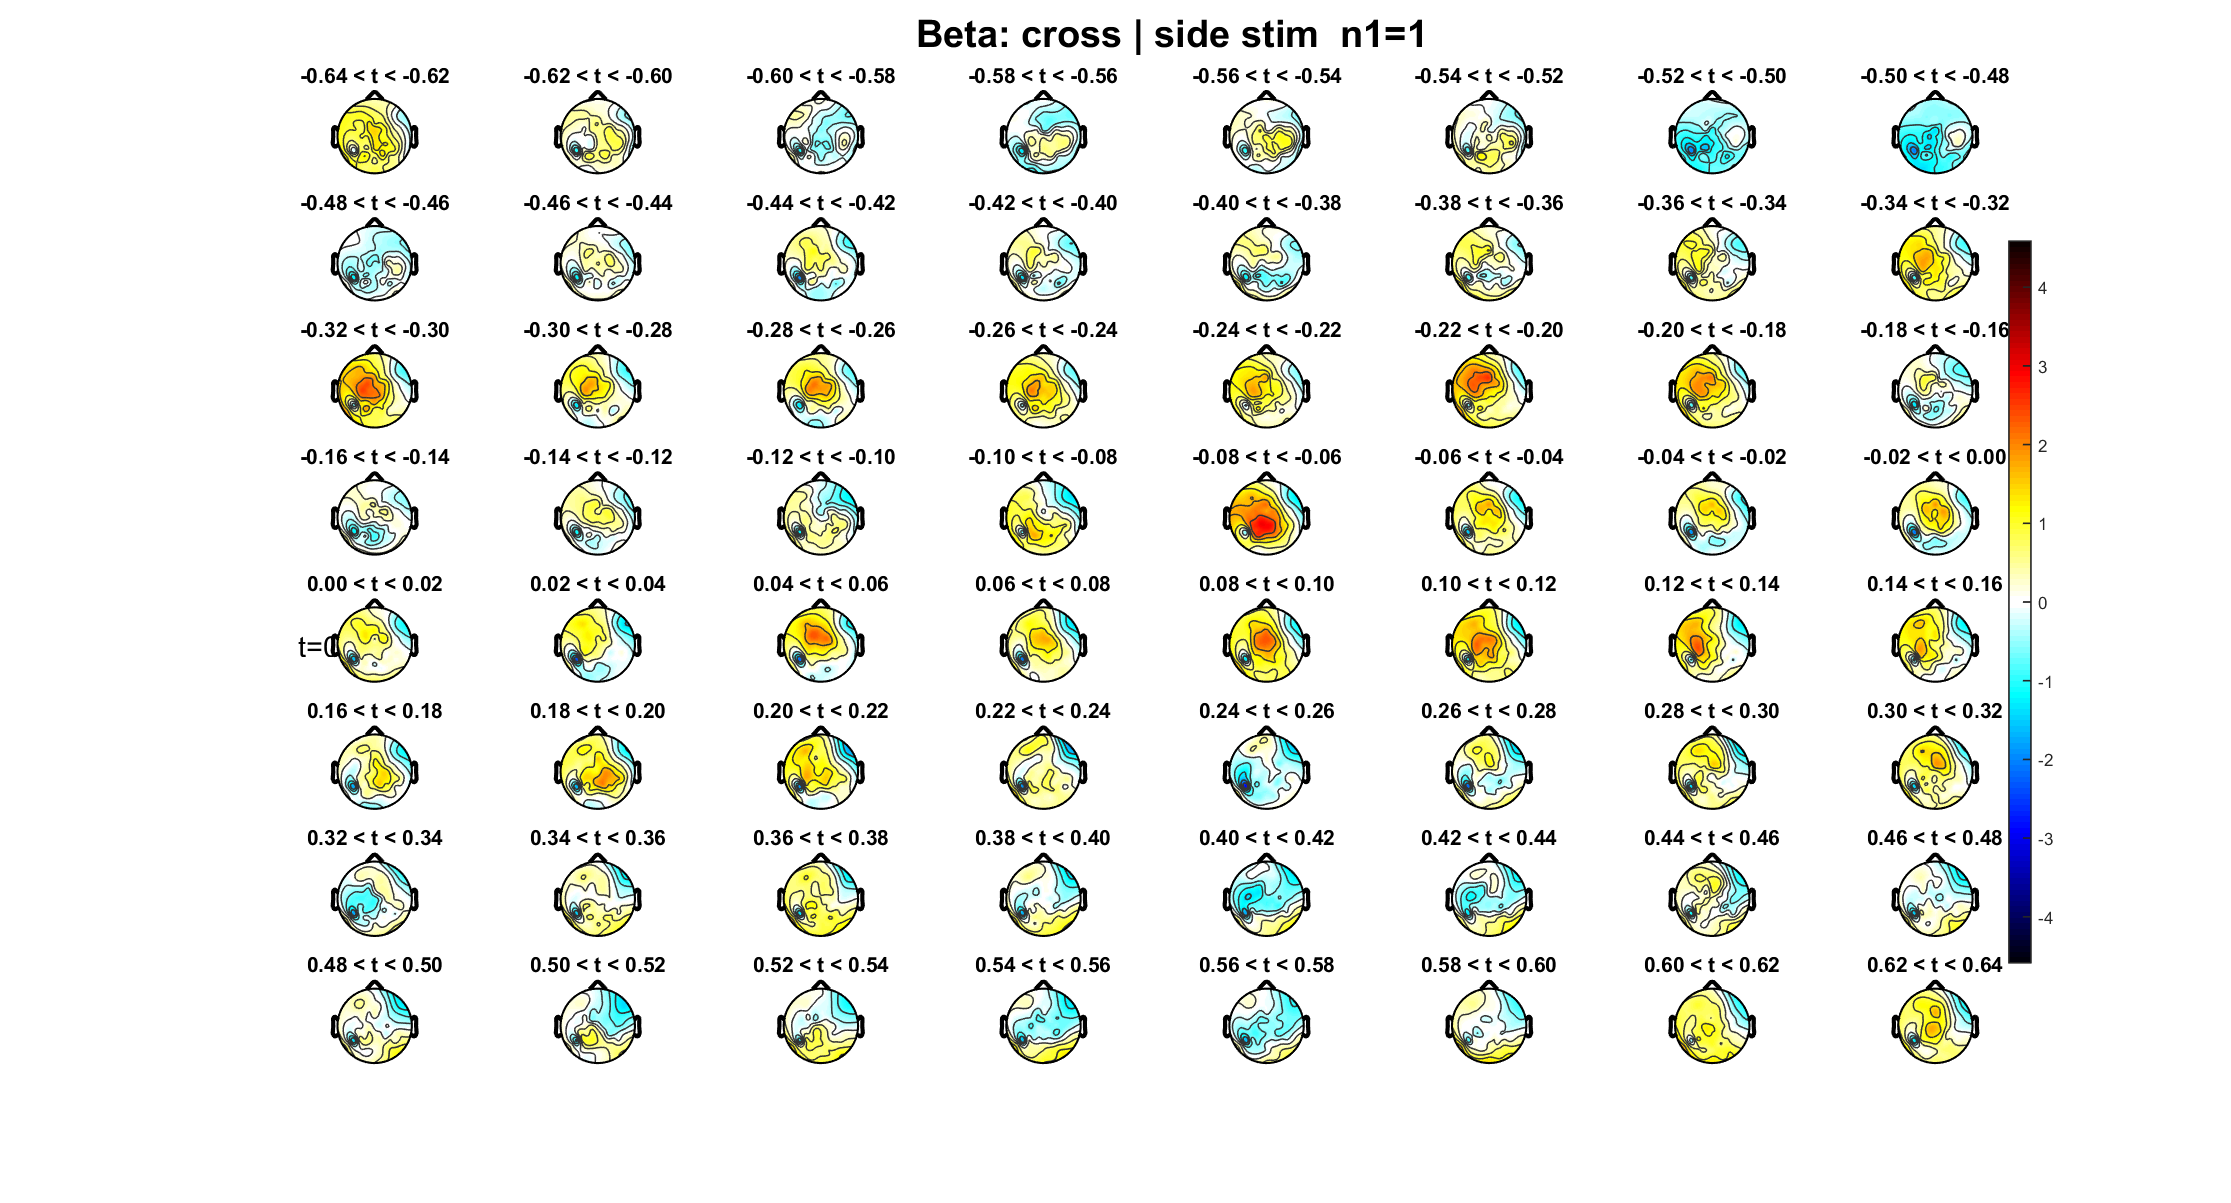 Beta: cross | side stim n1=1
-0.64 < t < -0.62 -0.62 < t < -0.60 -0.60 < t < -0.58 -0.58 < t < -0.56 -0.56 < t < -0.54 -0.54 < t < -0.52 -0.52 < t < -0.50 -0.50 < t < -0.48
-0.48 < t < -0.46 -0.46 < t < -0.44 -0.44 < t < -0.42 -0.42 < t < -0.40 -0.40 < t < -0.38 -0.38 < t < -0.36 -0.36 < t < -0.34 -0.34 < t < -0.32
-0.32 < t < -0.30 -0.30 < t < -0.28 -0.28 < t < -0.26 -0.26 < t < -0.24 -0.24 < t < -0.22 -0.22 < t < -0.20 -0.20 < t < -0.18 -0.18 < t < -0.16
-0.16 < t < -0.14 -0.14 < t < -0.12 -0.12 < t < -0.10 -0.10 < t < -0.08 -0.08 < t < -0.06 -0.06 < t < -0.04 -0.04 < t < -0.02 -0.02 < t < 0.00
0.00 < t < 0.02 0.02 < t < 0.04 0.04 < t < 0.06 0.06 < t < 0.08 0.08 < t < 0.10 0.10 < t < 0.12 0.12 < t < 0.14 0.14 < t < 0.16
t=0
0.16 < t < 0.18 0.18 < t < 0.20 0.20 < t < 0.22 0.22 < t < 0.24 0.24 < t < 0.26 0.26 < t < 0.28 0.28 < t < 0.30 0.30 < t < 0.32
0.32 < t < 0.34 0.34 < t < 0.36 0.36 < t < 0.38 0.38 < t < 0.40 0.40 < t < 0.42 0.42 < t < 0.44 0.44 < t < 0.46 0.46 < t < 0.48
0.48 < t < 0.50 0.50 < t < 0.52 0.52 < t < 0.54 0.54 < t < 0.56 0.56 < t < 0.58 0.58 < t < 0.60 0.60 < t < 0.62 0.62 < t < 0.64
4
3
2
1
0
-1
-2
-3
-4